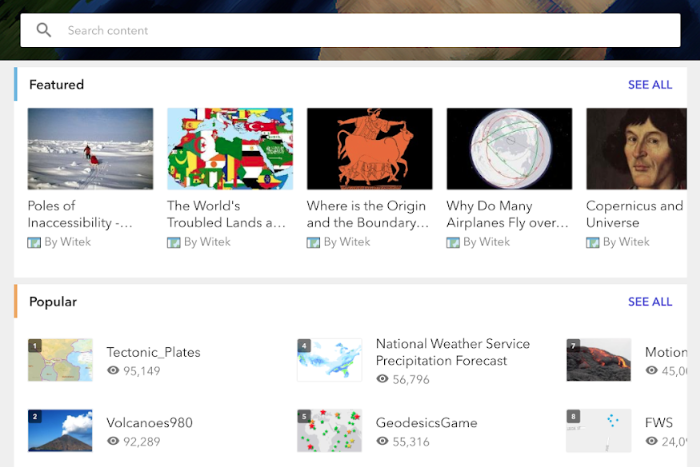 Search content
Featured
SEE ALL
Poles of
Inaccessibility -...
By Witek
The World's
Troubled Lands a...
By Witek
Where is the Origin
and the Boundary...
By Witek
Why Do Many
Airplanes Fly over...
By Witek
Copernicus and
Universe
By Witek
Popular
SEE ALL
1
Tectonic_Plates
95,149
2
Volcanoes980
92,289
4
National Weather Service
Precipitation Forecast
56,796
5
GeodesicsGame
55,316
7
Motion
45,0
8
FWS
24,0